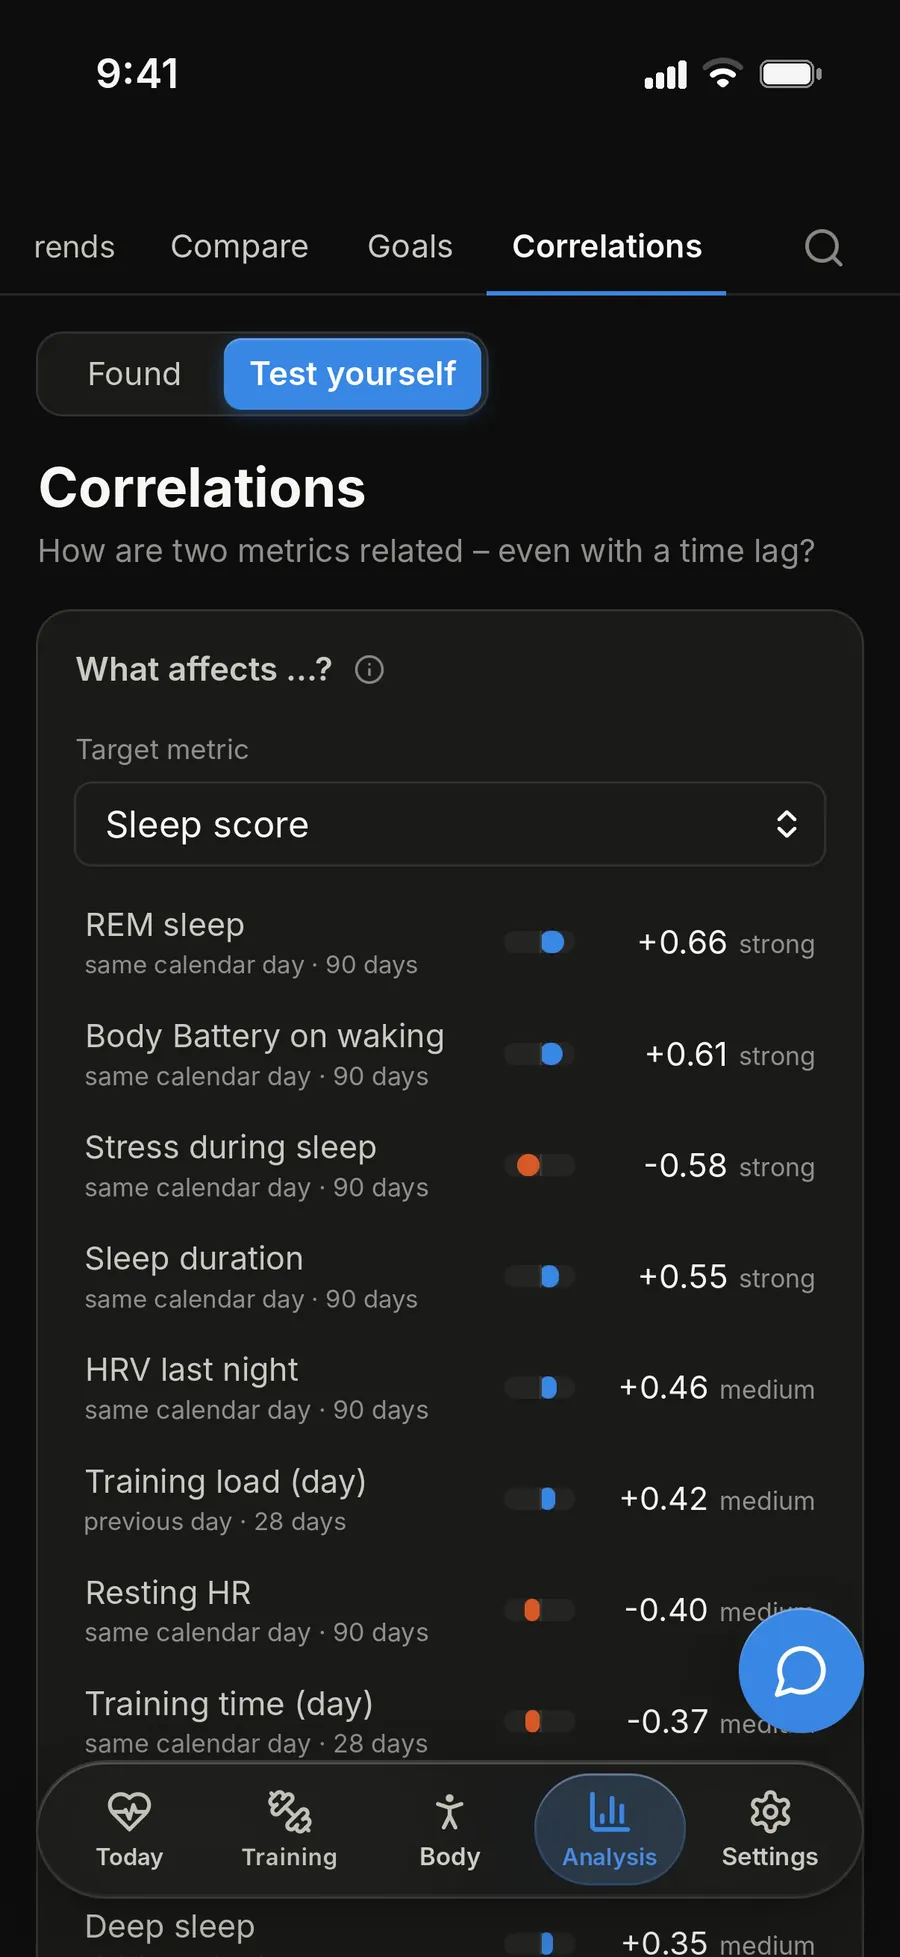 9:41
rends Compare Goals Correlations
Found Test yourself
Correlations
How are two metrics related – even with a time lag?
What affects ...?
Target metric
Sleep score
REM sleep
same calendar day · 90 days
+0.66 strong
Body Battery on waking
same calendar day · 90 days
+0.61 strong
Stress during sleep
same calendar day · 90 days
-0.58 strong
Sleep duration
same calendar day · 90 days
+0.55 strong
HRV last night
same calendar day · 90 days
+0.46 medium
Training load (day)
previous day · 28 days
+0.42 medium
Resting HR
same calendar day · 90 days
-0.40 medium
Training time (day)
same calendar day · 28 days
-0.37 medium
Today Training Body Analysis Settings
Deep sleep
+0.35 medium